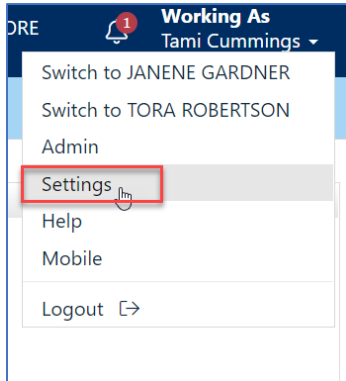 ORE
1
Working As
Tami Cummings
Switch to JANENE GARDNER
Switch to TORA ROBERTSON
Admin
Settings
Help
Mobile
Logout